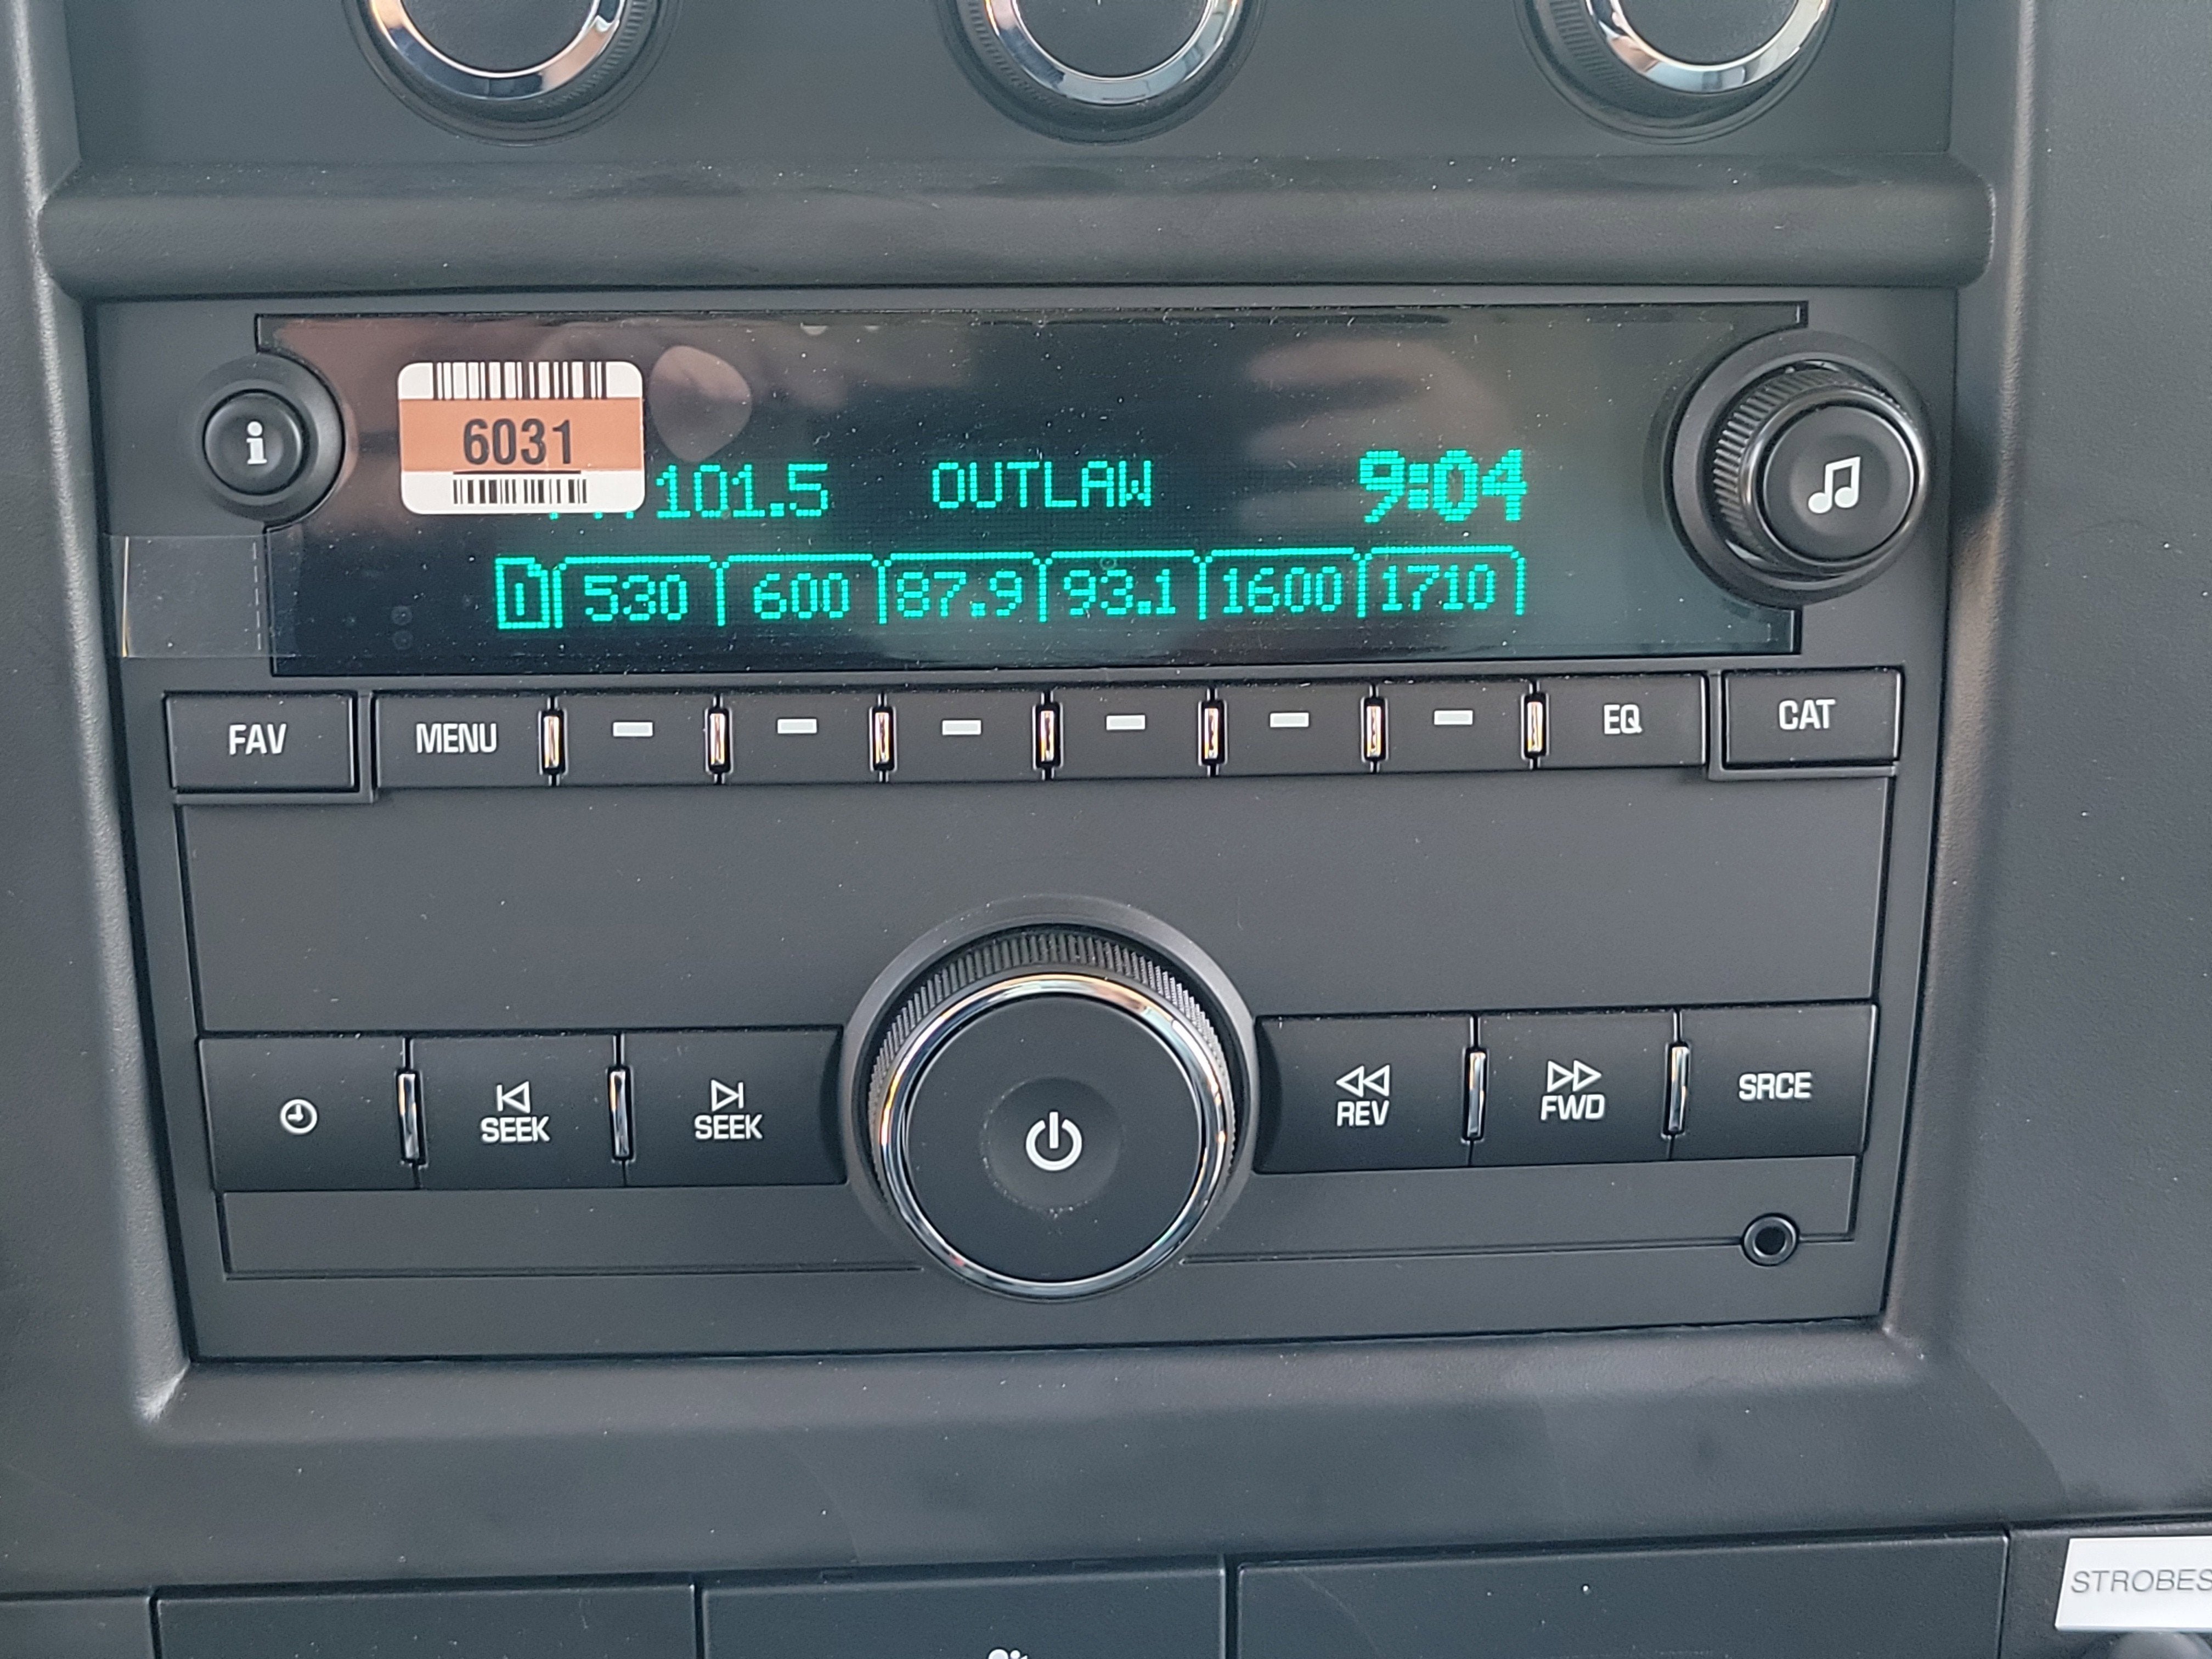 6031
101.5 OUTLAW 9:04
1 530 600 87.9 93.1 1600 1710
FAV MENU EQ CAT
SEEK SEEK REV FWD SRCE
STROBES